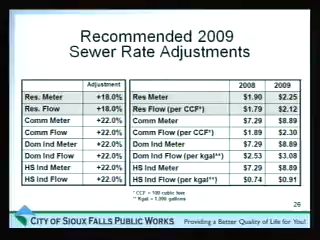 Recommended 2009
Sewer Rate Adjustments
Adjustment
Res. Meter +18.0%
Res. Flow +18.0%
Comm Meter +22.0%
Comm Flow +22.0%
Dom Ind Meter +22.0%
Dom Ind Flow +22.0%
HS Ind Meter +22.0%
HS Ind Flow +22.0%
2008 2009
Res Meter $1.90 $2.25
Res Flow (per CCF*) $1.79 $2.12
Comm Meter $7.29 $8.89
Comm Flow (per CCF*) $1.89 $2.30
Dom Ind Meter $7.29 $8.89
Dom Ind Flow (per kgal**) $2.53 $3.08
HS Ind Meter $7.29 $8.89
HS Ind Flow (per kgal**) $0.74 $0.91
* CCF = 100 cubic feet
** Kgal = 1,000 gallons
26
CITY OF SIOUX FALLS PUBLIC WORKS Providing a Better Quality of Life for You!